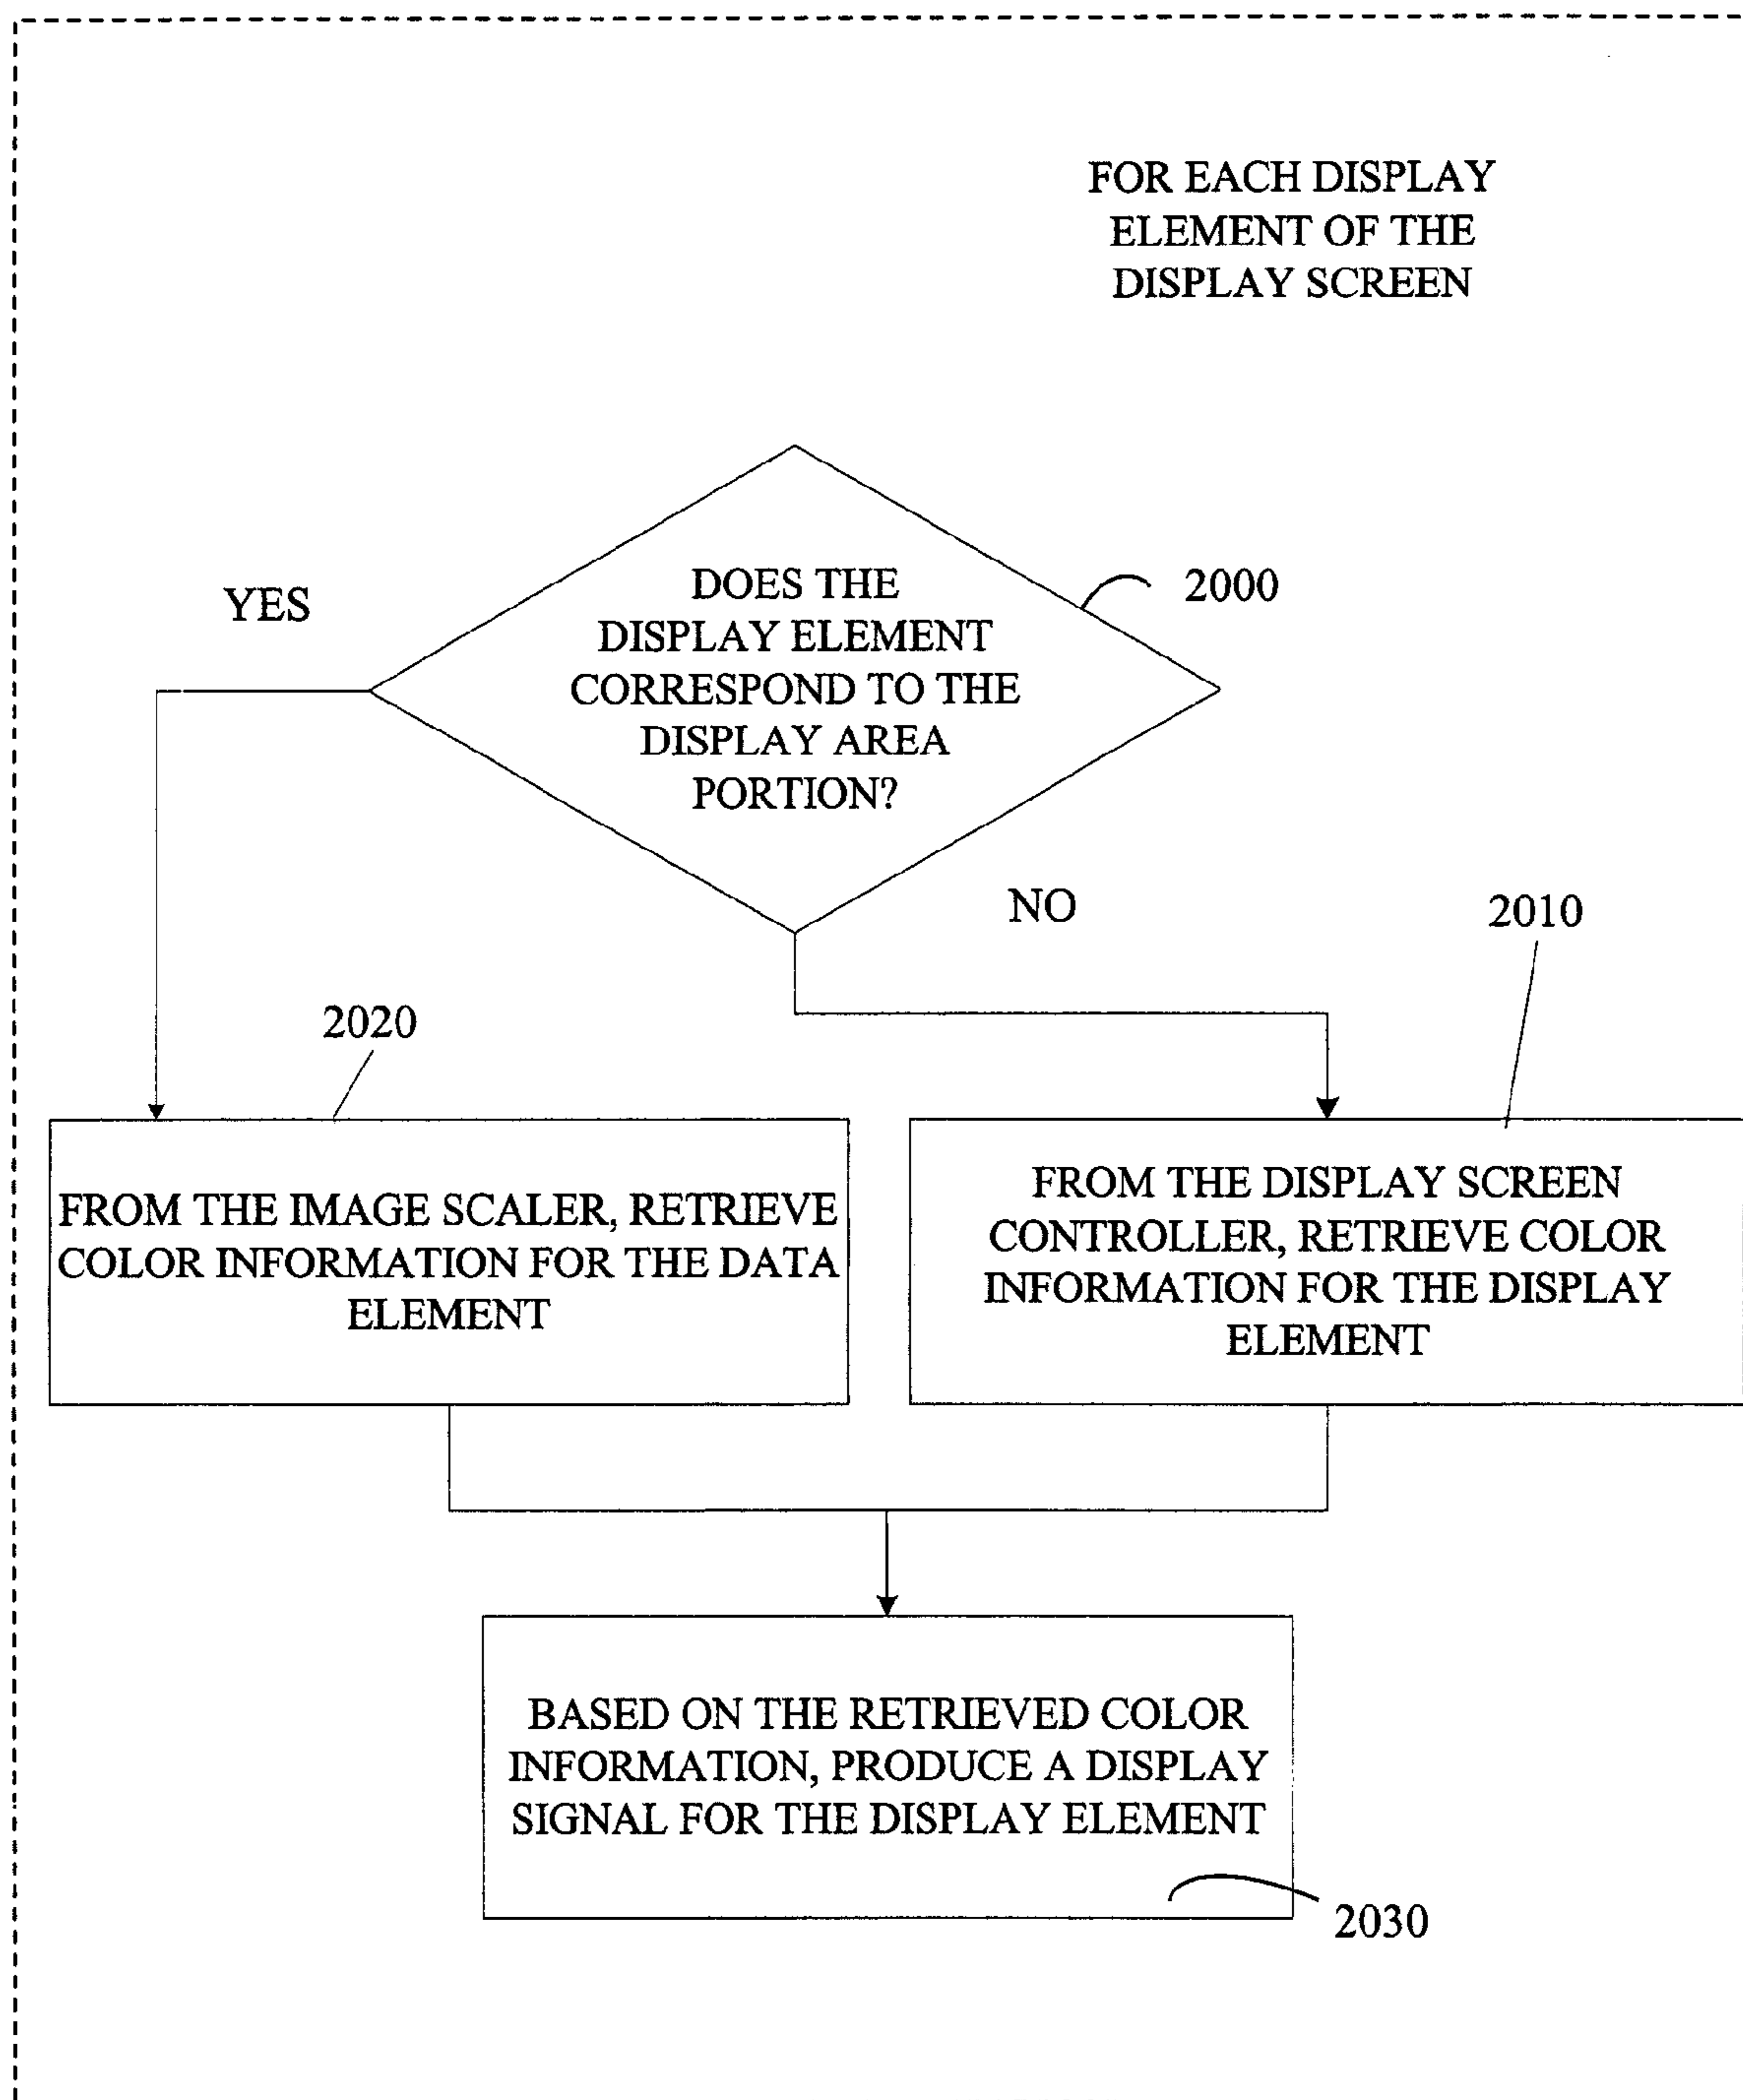 FOR EACH DISPLAY
ELEMENT OF THE
DISPLAY SCREEN
DOES THE
DISPLAY ELEMENT
CORRESPOND TO THE
DISPLAY AREA
PORTION?
2000
YES
NO
2010
2020
FROM THE IMAGE SCALER, RETRIEVE
COLOR INFORMATION FOR THE DATA
ELEMENT
FROM THE DISPLAY SCREEN
CONTROLLER, RETRIEVE COLOR
INFORMATION FOR THE DISPLAY
ELEMENT
BASED ON THE RETRIEVED COLOR
INFORMATION, PRODUCE A DISPLAY
SIGNAL FOR THE DISPLAY ELEMENT
2030